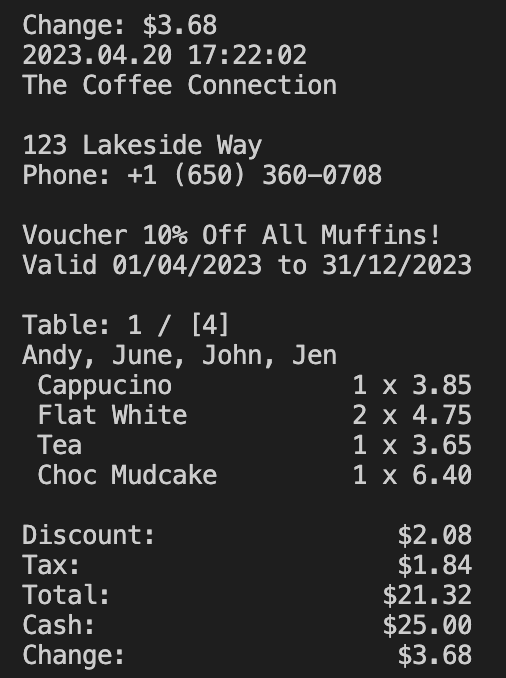 Change: $3.68
2023.04.20 17:22:02
The Coffee Connection
123 Lakeside Way
Phone: +1 (650) 360-0708
Voucher 10% Off All Muffins!
Valid 01/04/2023 to 31/12/2023
Table: 1 / [4]
Andy, June, John, Jen
Cappucino 1 x 3.85
Flat White 2 x 4.75
Tea 1 x 3.65
Choc Mudcake 1 x 6.40
Discount: $2.08
Tax: $1.84
Total: $21.32
Cash: $25.00
Change: $3.68